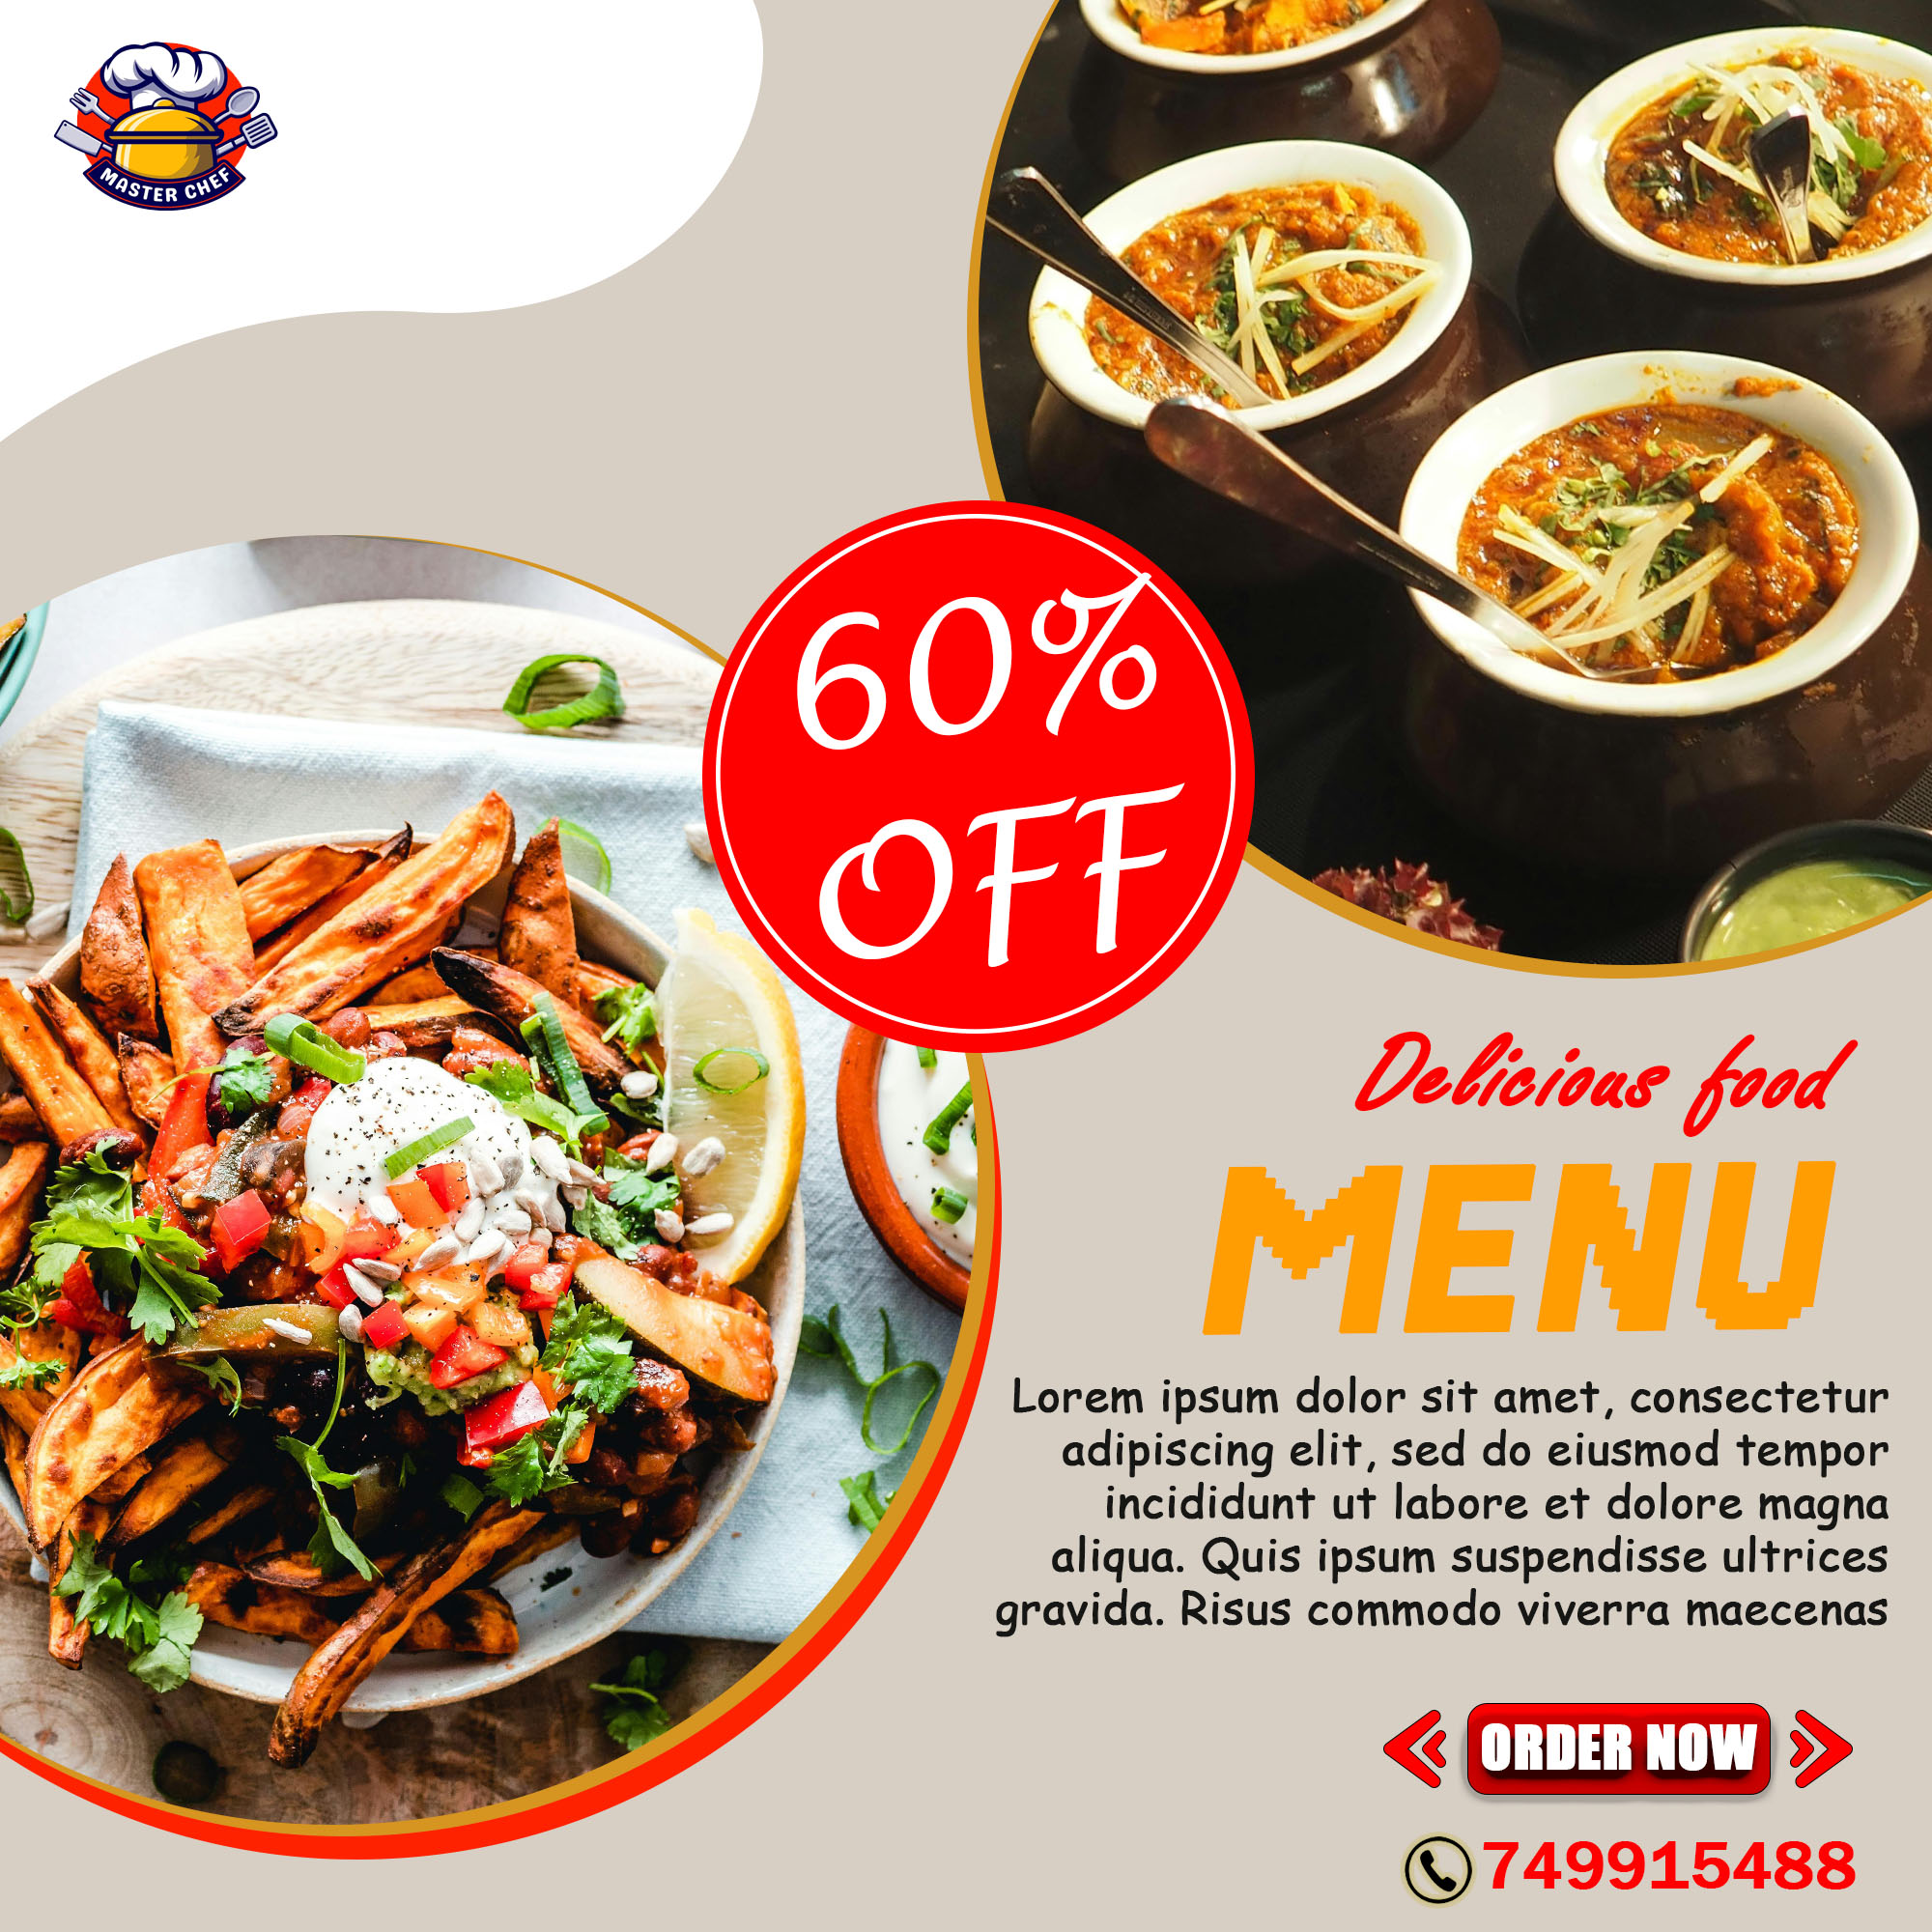 MASTER CHEF
60%
OFF
Delicious food
MENU
Lorem ipsum dolor sit amet, consectetur
adipiscing elit, sed do eiusmod tempor
incididunt ut labore et dolore magna
aliqua. Quis ipsum suspendisse ultrices
gravida. Risus commodo viverra maecenas
ORDER NOW
749915488